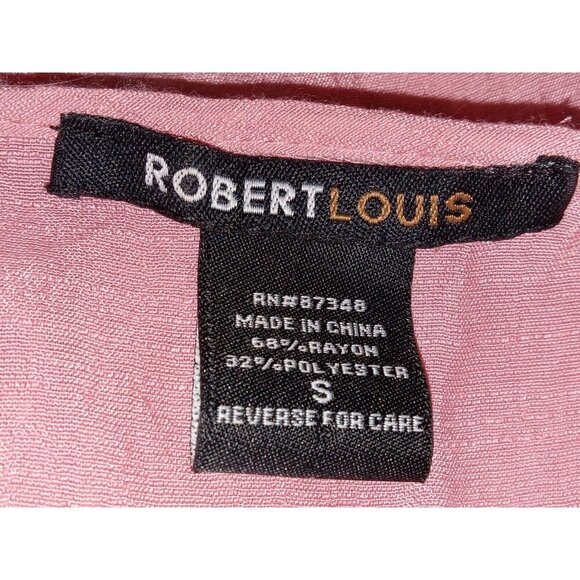 ROBERTLOUIS
RN#87348
MADE IN CHINA
68%RAYON
32%POLYESTER
S
REVERSE FOR CARE